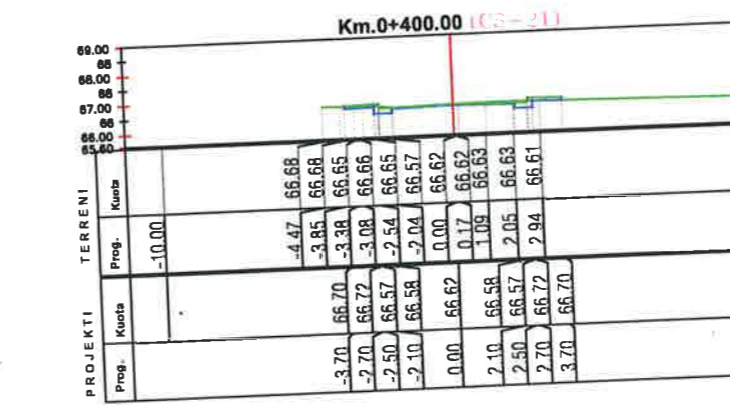 Km.0+400.00 (CS-21)
69.00
68
68.00
68
67.00
66
66.00
65.60
TERRENI
Kuota
66.68 66.68 66.65 66.66 66.65 66.57 66.62 66.62 66.63 66.63 66.61
Prog.
-10.00 -4.47 -3.85 -3.38 -3.08 -2.54 -2.04 0.00 0.17 1.09 2.05 2.94
PROJEKTI
Kuota
66.70 66.72 66.57 66.58 66.62 66.58 66.57 66.72 66.70
Prog.
-3.70 -2.70 -2.50 -2.10 0.00 2.10 2.50 2.70 3.70